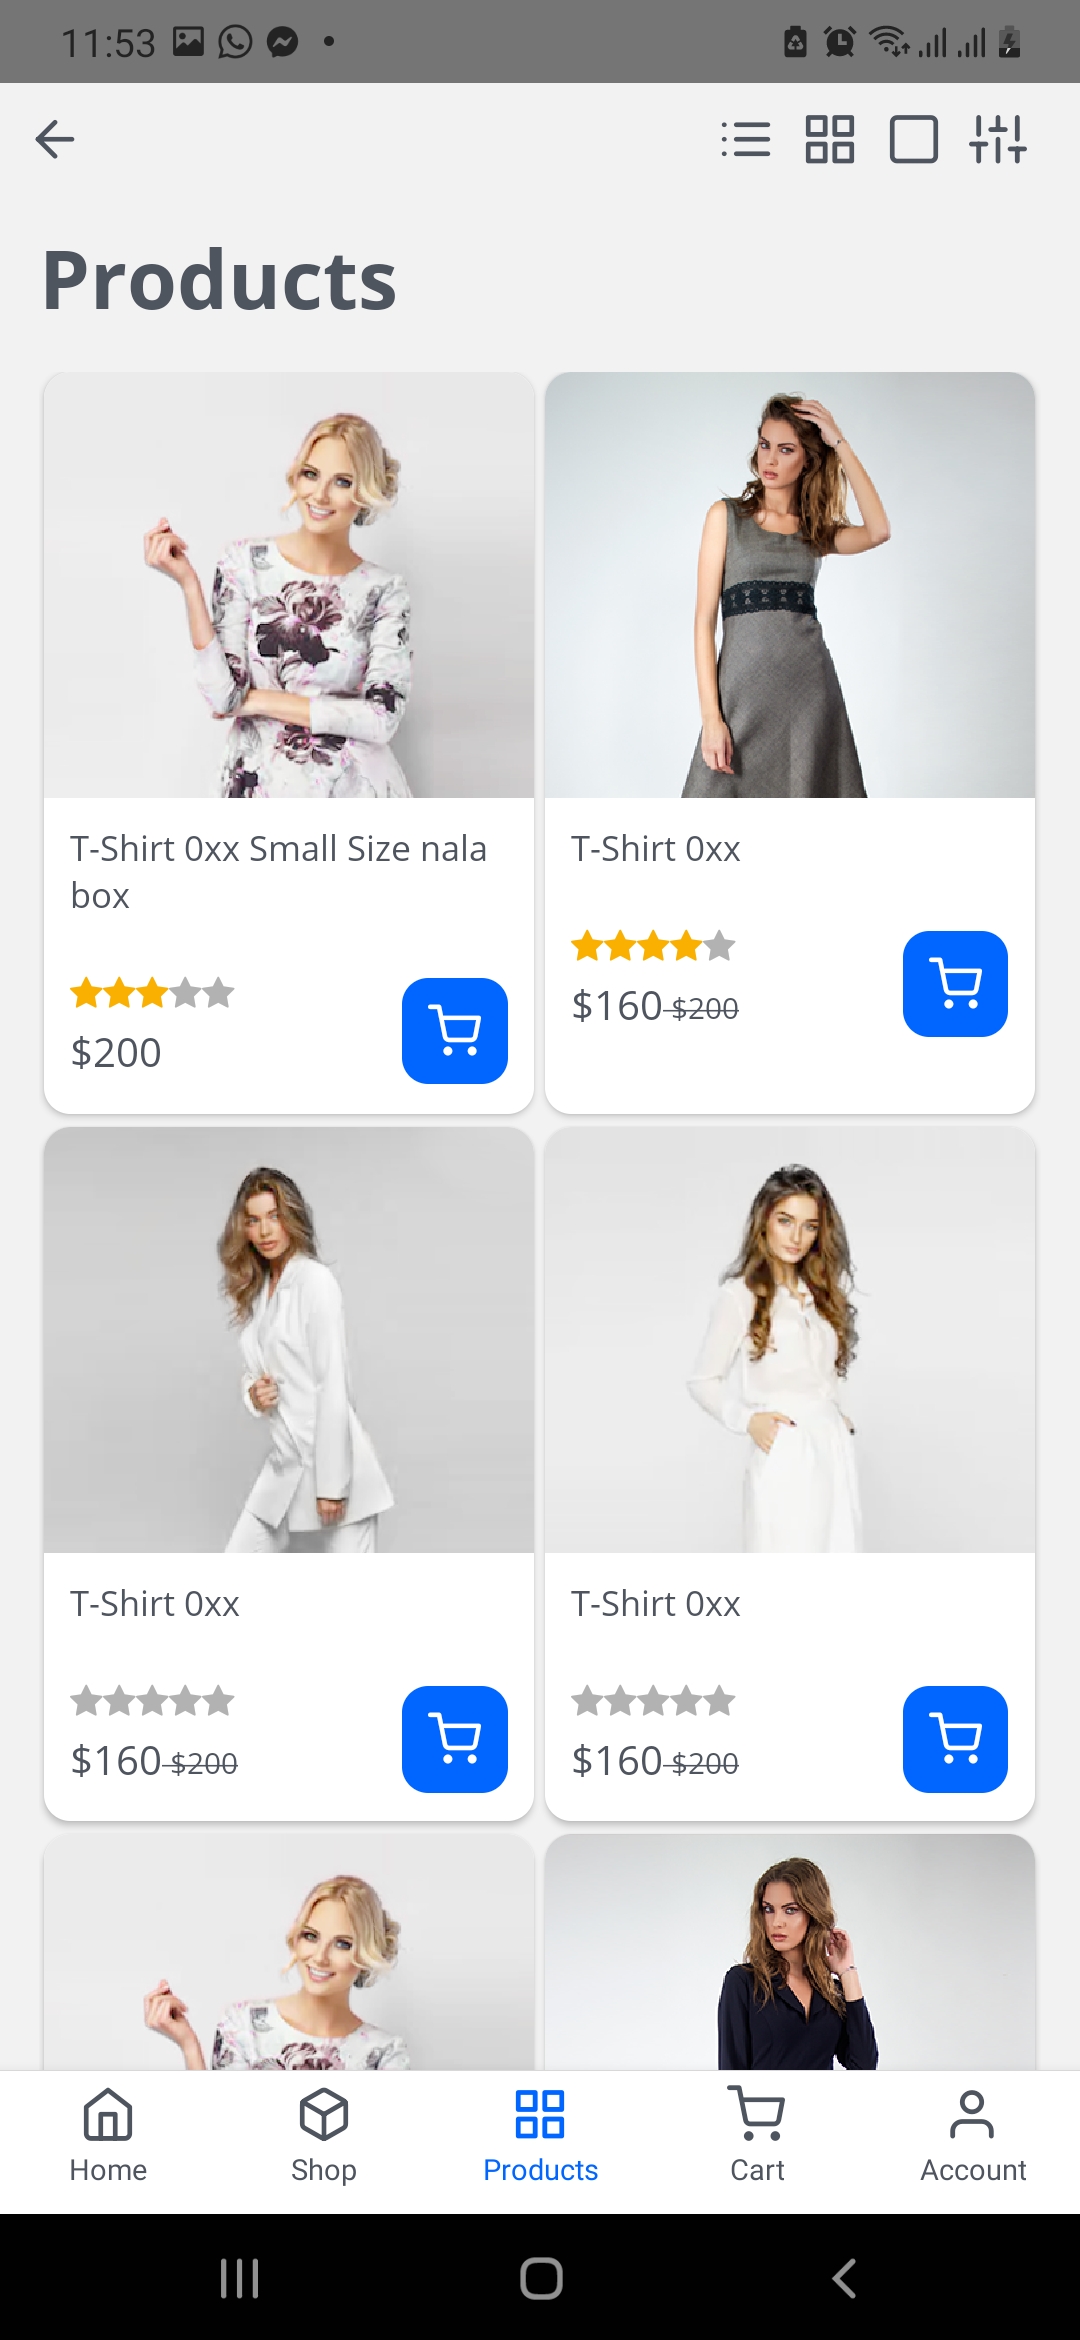 11:53
Products
T-Shirt 0xx Small Size nala
box
$200
T-Shirt 0xx
$160 $200
T-Shirt 0xx
$160 $200
T-Shirt 0xx
$160 $200
Home
Shop
Products
Cart
Account